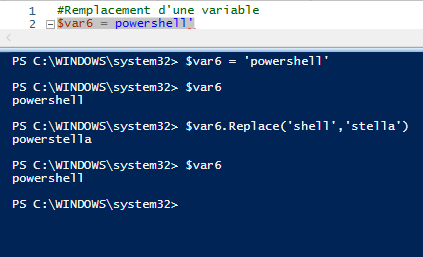 1 #Remplacement d'une variable
2 $var6 = powershell'
PS C:\WINDOWS\system32> $var6 = 'powershell'
PS C:\WINDOWS\system32> $var6
powershell
PS C:\WINDOWS\system32> $var6.Replace('shell','stella')
powerstella
PS C:\WINDOWS\system32> $var6
powershell
PS C:\WINDOWS\system32>